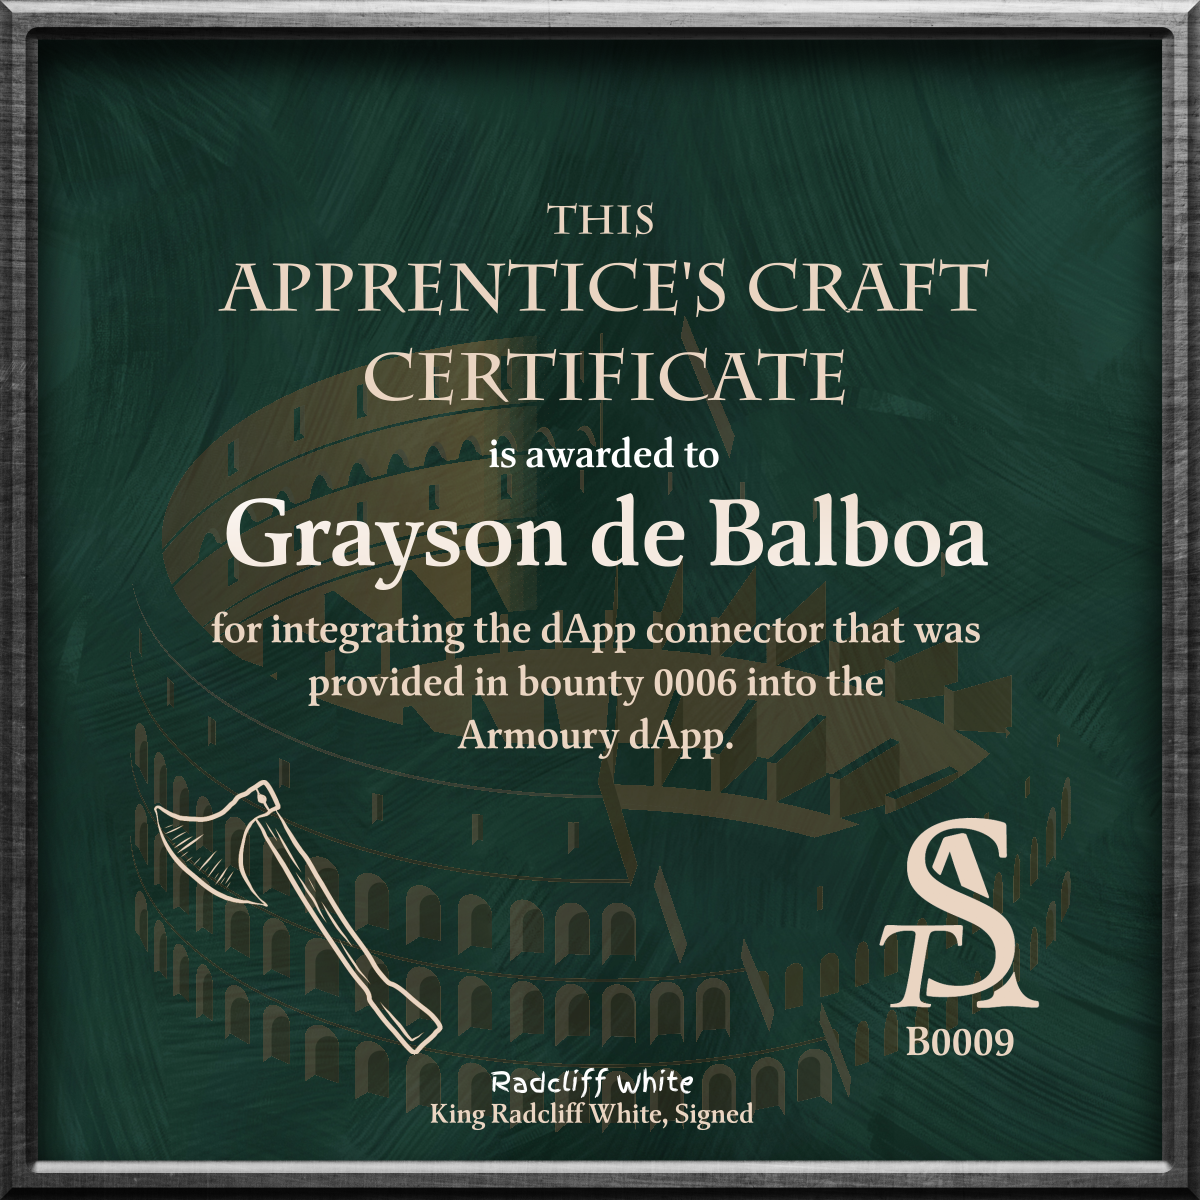 THIS
APPRENTICE'S CRAFT
CERTIFICATE
is awarded to
Grayson de Balboa
for integrating the dApp connector that was
provided in bounty 0006 into the
Armoury dApp.
TSA
B0009
Radcliff White
King Radcliff White, Signed